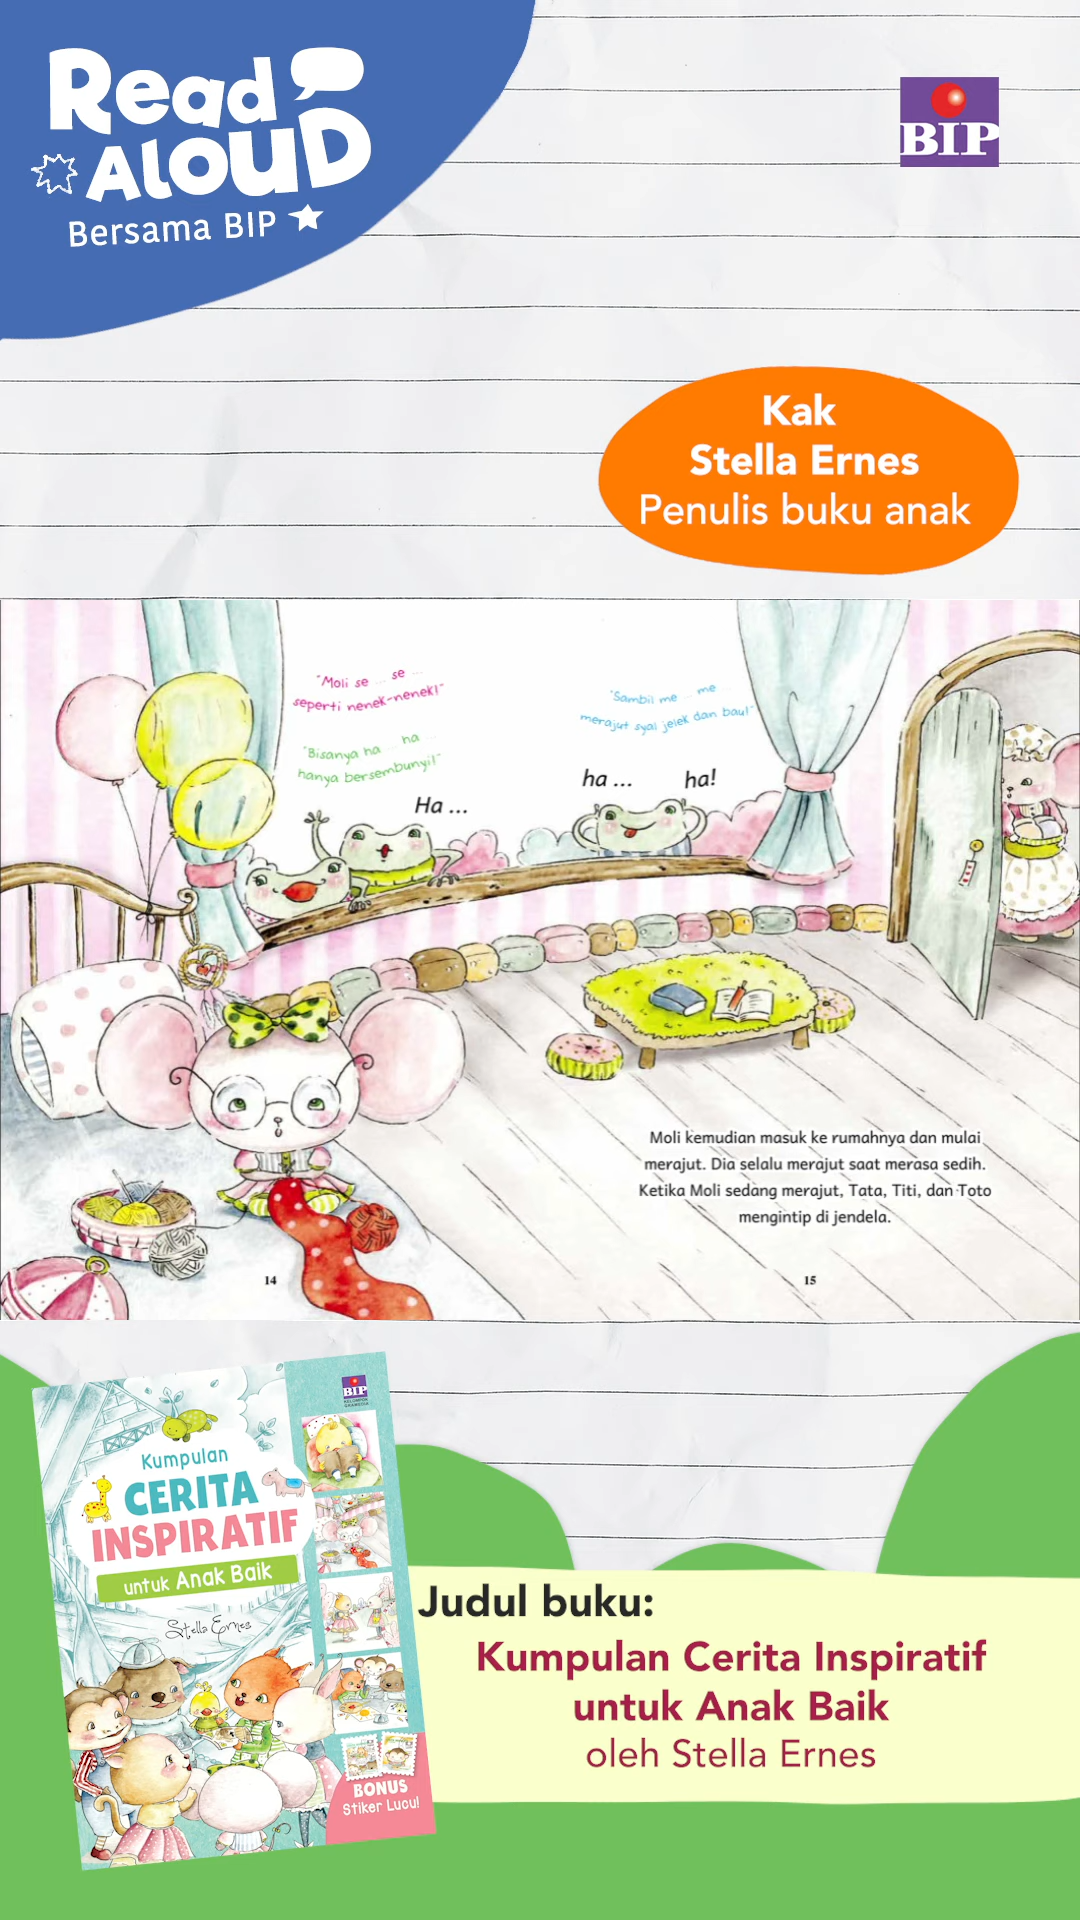 Read
ALOUD
Bersama BIP
BIP
Kak
Stella Ernes
Penulis buku anak
"Moli se ... se ...
seperti nenek-nenek!"
"Bisanya ha ... ha ...
hanya bersembunyi!"
Ha ...
"Sambil me ... me ...
merajut syal jelek dan bau!"
ha ... ha!
Moli kemudian masuk ke rumahnya dan mulai
merajut. Dia selalu merajut saat merasa sedih.
Ketika Moli sedang merajut, Tata, Titi, dan Toto
mengintip di jendela.
14
15
BIP
Kumpulan
CERITA
INSPIRATIF
untuk Anak Baik
Stella Ernes
BONUS
Stiker Lucu!
Judul buku:
Kumpulan Cerita Inspiratif
untuk Anak Baik
oleh Stella Ernes